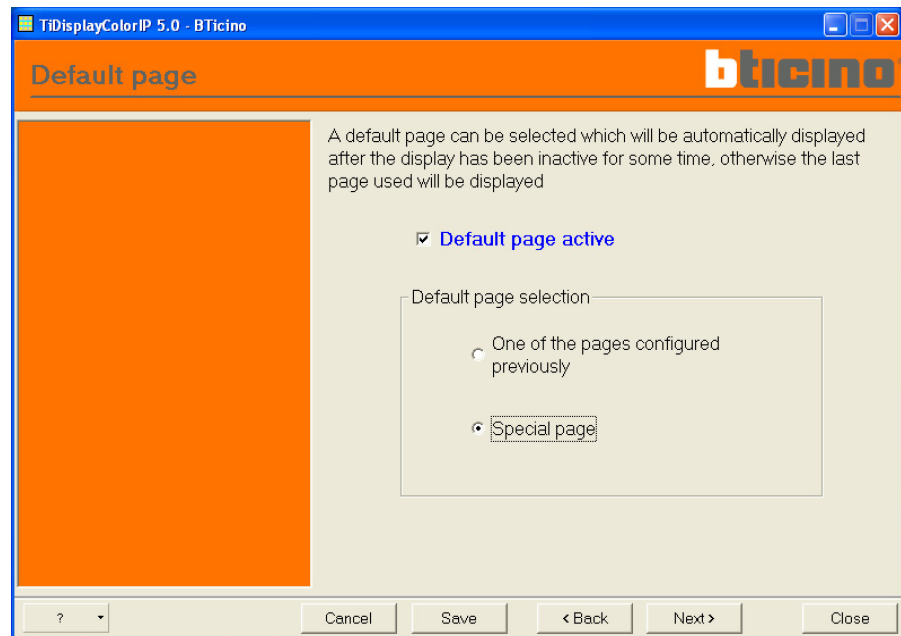 TiDisplayColorIP 5.0 - BTicino
Default page
bticino
A default page can be selected which will be automatically displayed
after the display has been inactive for some time, otherwise the last
page used will be displayed
Default page active
Default page selection
One of the pages configured
previously
Special page
? Cancel Save < Back Next > Close